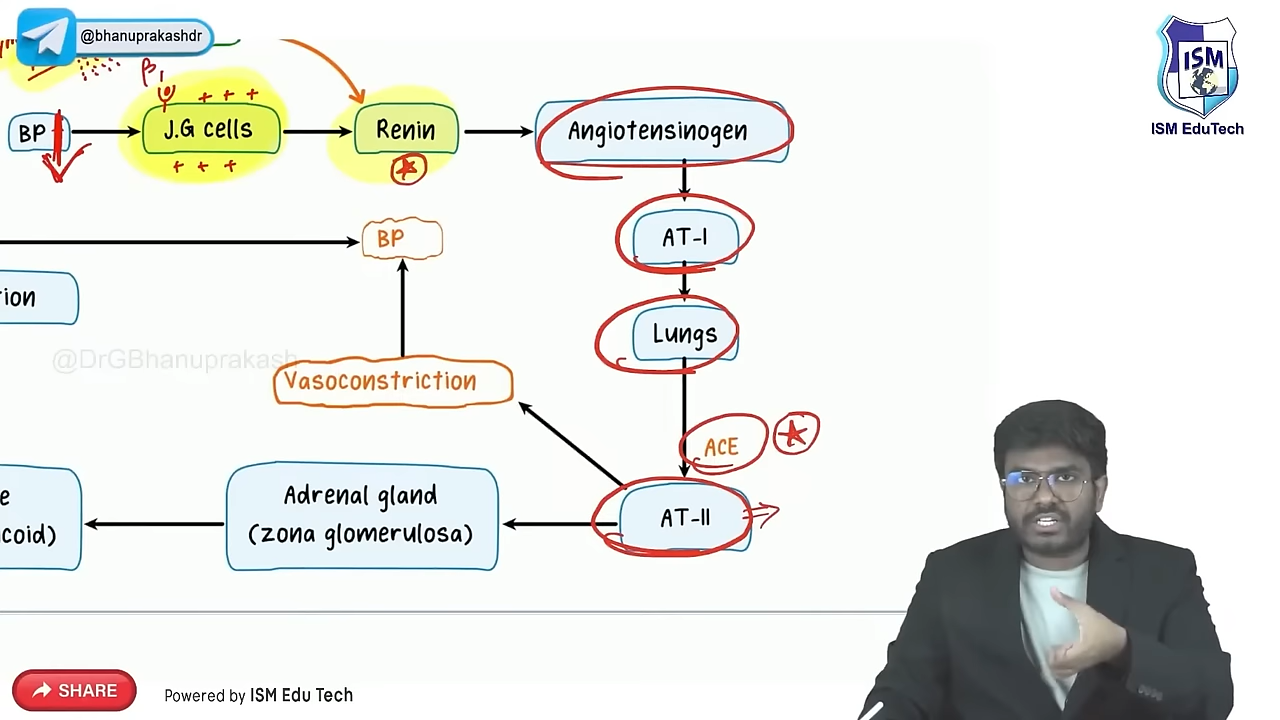 @bhanuprakashdr
ISM
ISM EduTech
β₁
+ + +
BP
J.G cells
Renin
Angiotensinogen
+ + +
AT-I
BP
tion
Lungs
@DrGBhanuprakash
Vasoconstriction
ACE
e
coid)
Adrenal gland
(zona glomerulosa)
AT-II
SHARE
Powered by ISM Edu Tech